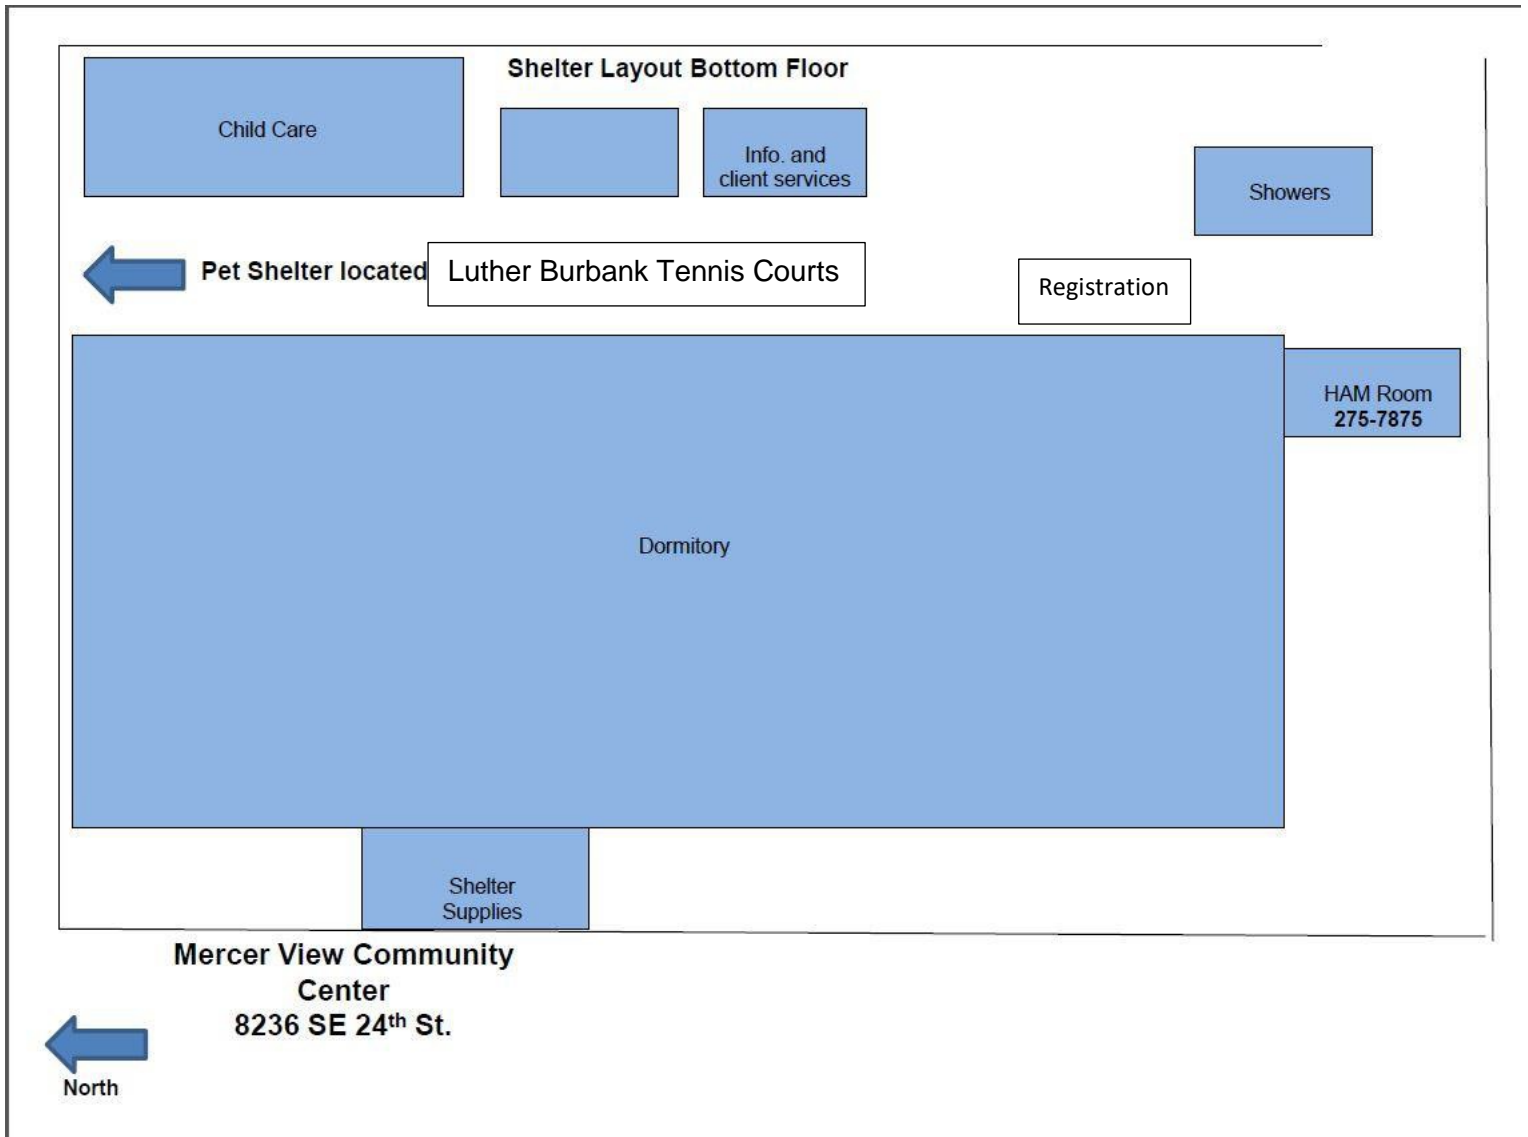 Shelter Layout Bottom Floor
Child Care
Info. and
client services
Showers
Pet Shelter located
Luther Burbank Tennis Courts
Registration
HAM Room
275-7875
Dormitory
Shelter
Supplies
Mercer View Community
Center
8236 SE 24th St.
North